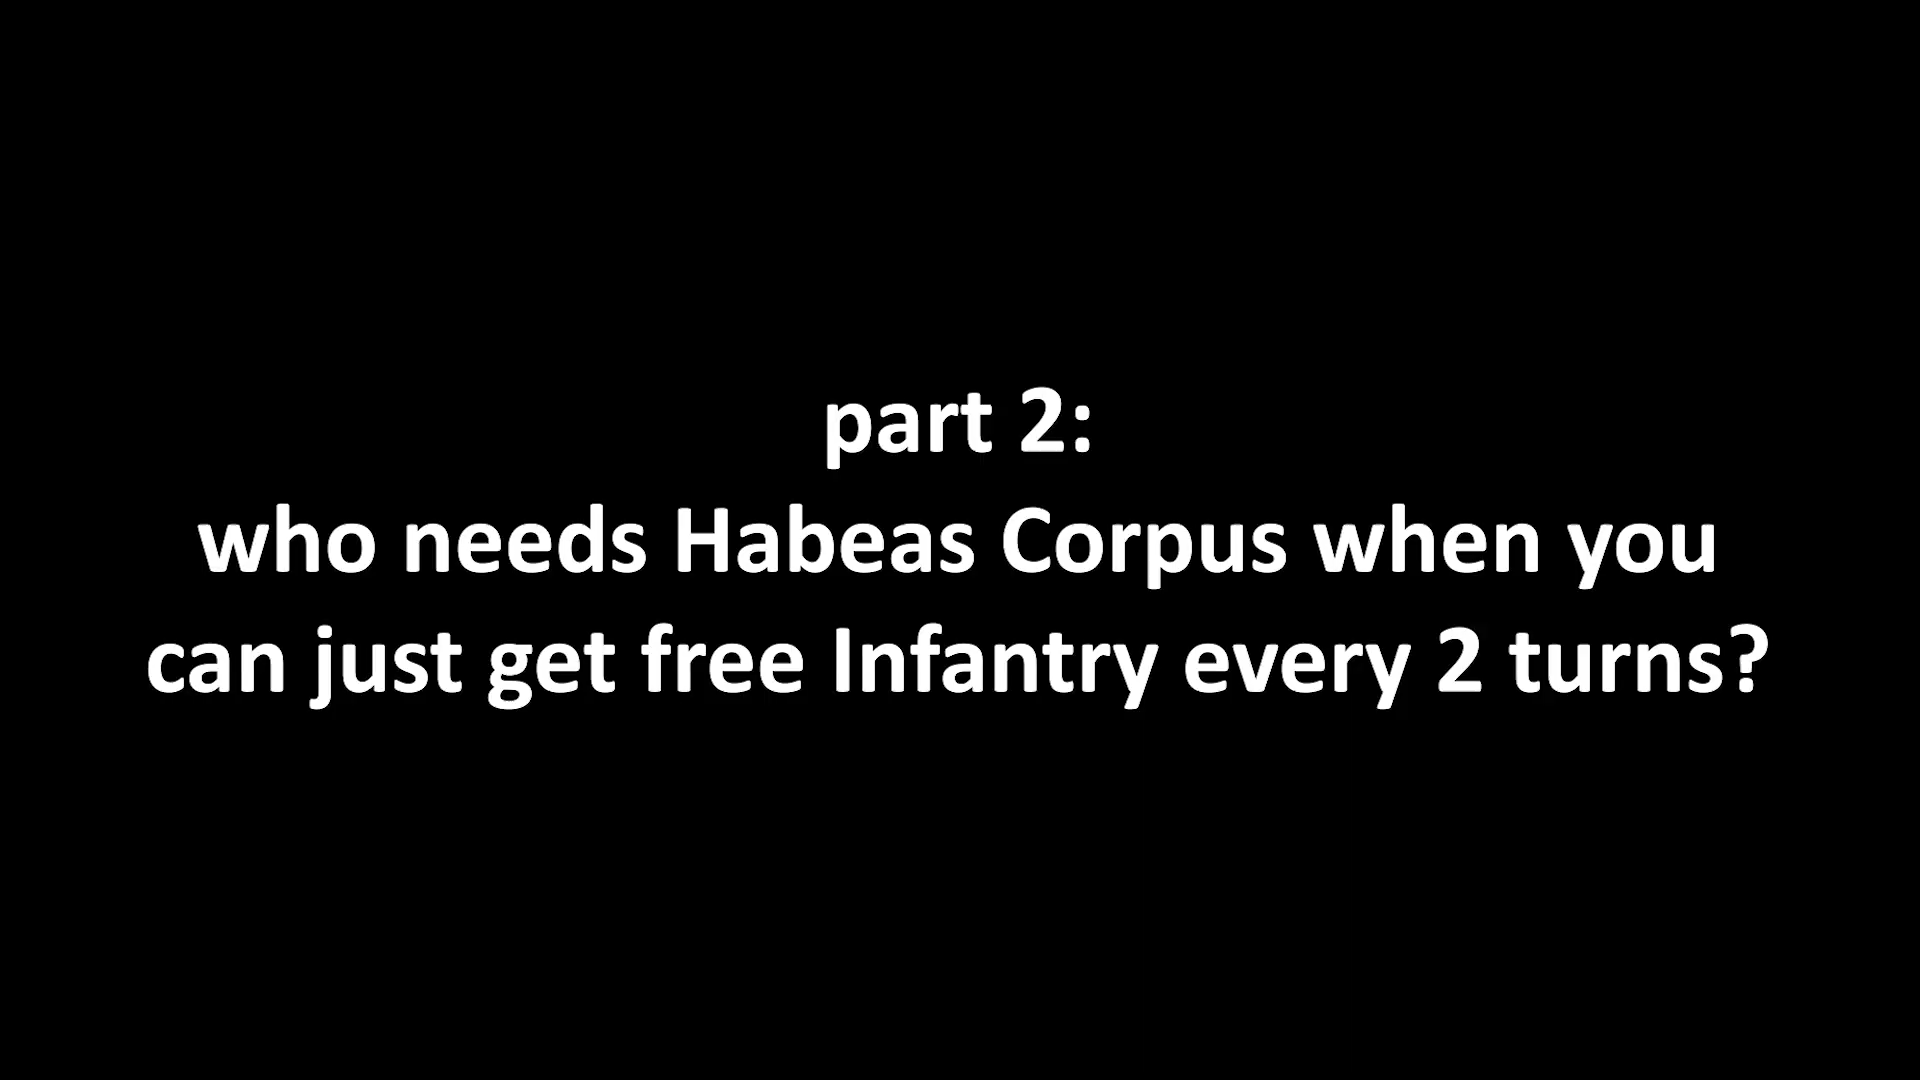 part 2:
who needs Habeas Corpus when you
can just get free Infantry every 2 turns?